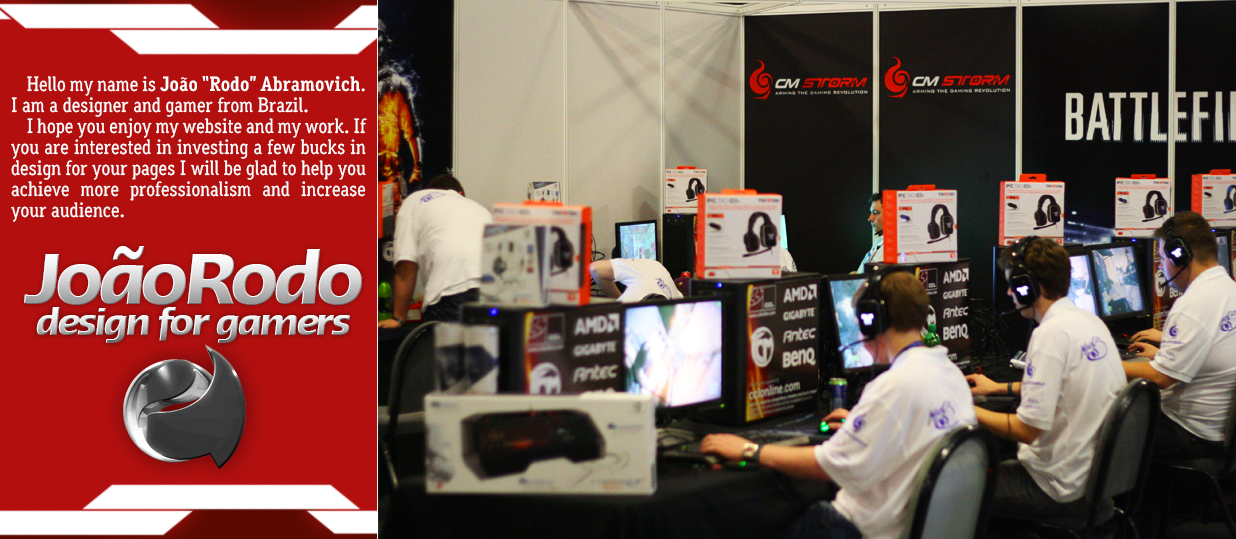 Hello my name is João "Rodo" Abramovich.
I am a designer and gamer from Brazil.
I hope you enjoy my website and my work. If
you are interested in investing a few bucks in
design for your pages I will be glad to help you
achieve more professionalism and increase
your audience.
JoãoRodo
design for gamers
CM STORM
ARMING THE GAMING REVOLUTION
CM STORM
ARMING THE GAMING REVOLUTION
BATTLEFI
AMD
GIGABYTE
Antec
BenQ
AMD
GIGABYTE
Antec
BenQ
cclonline.com
AMD
GIGABYTE
Antec
BenQ